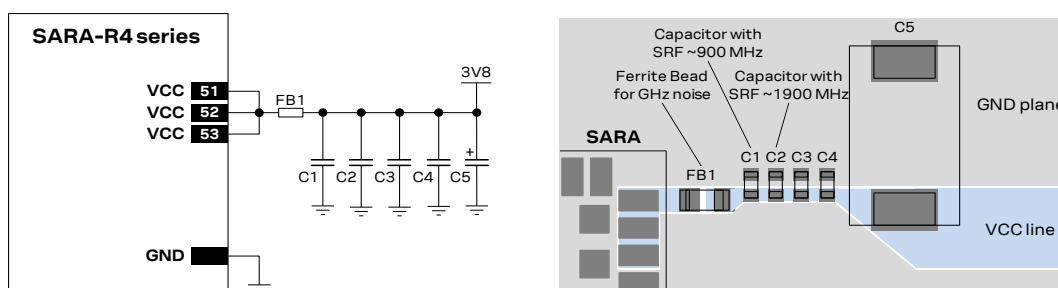 SARA-R4 series
3V8
VCC 51
FB1
VCC 52
VCC 53
+
C1 C2 C3 C4 C5
GND
Capacitor with
SRF ~900 MHz
C5
Ferrite Bead
for GHz noise
Capacitor with
SRF ~1900 MHz
GND plane
SARA
C1 C2 C3 C4
FB1
VCC line